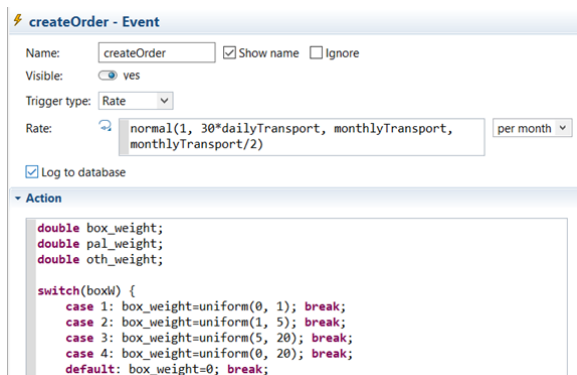 createOrder - Event
Name: createOrder Show name Ignore
Visible: yes
Trigger type: Rate
Rate: normal(1, 30*dailyTransport, monthlyTransport, per month
monthlyTransport/2)
Log to database
Action
double box_weight;
double pal_weight;
double oth_weight;
switch(boxW) {
case 1: box_weight=uniform(0, 1); break;
case 2: box_weight=uniform(1, 5); break;
case 3: box_weight=uniform(5, 20); break;
case 4: box_weight=uniform(0, 20); break;
default: box_weight=0; break;